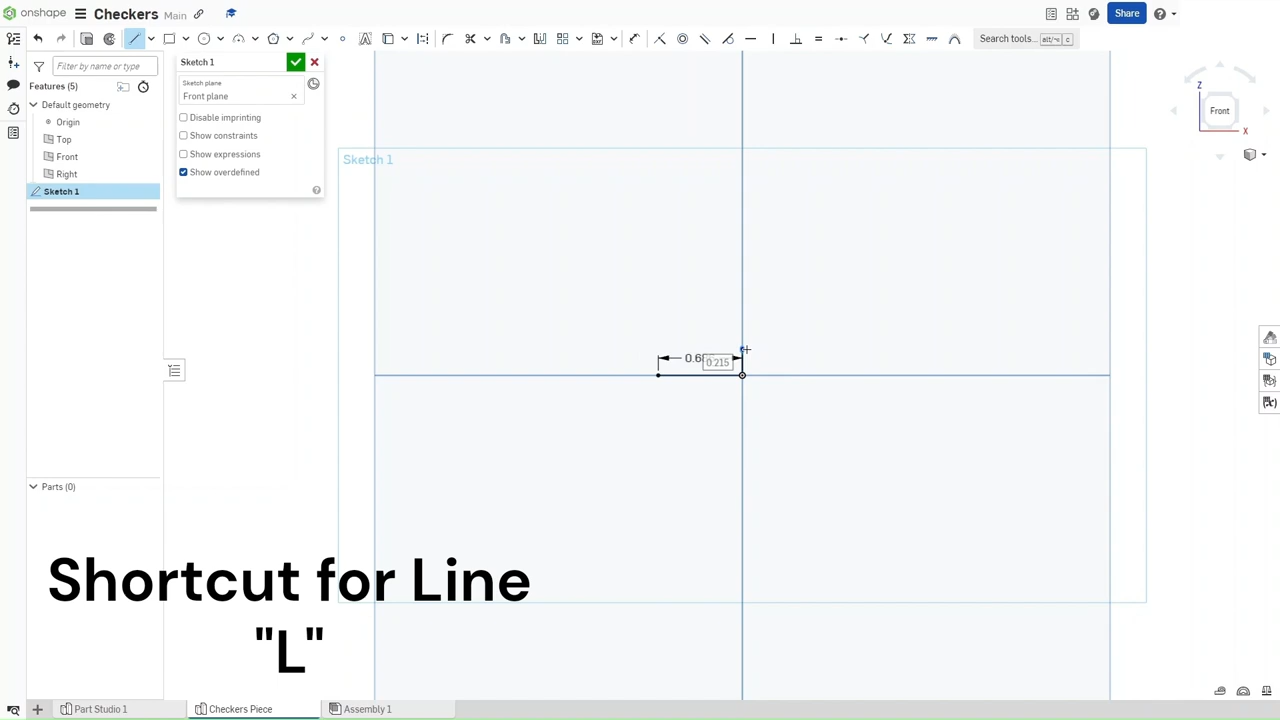 onshape
Checkers
Main
Share
Search tools...
alt/⌥
c
Filter by name or type
Features (5)
Default geometry
Origin
Top
Front
Right
Sketch 1
Sketch 1
Sketch plane
Front plane
Disable imprinting
Show constraints
Show expressions
Show overdefined
Sketch 1
0.215
Z
Front
X
Parts (0)
Shortcut for Line
"L"
Part Studio 1
Checkers Piece
Assembly 1